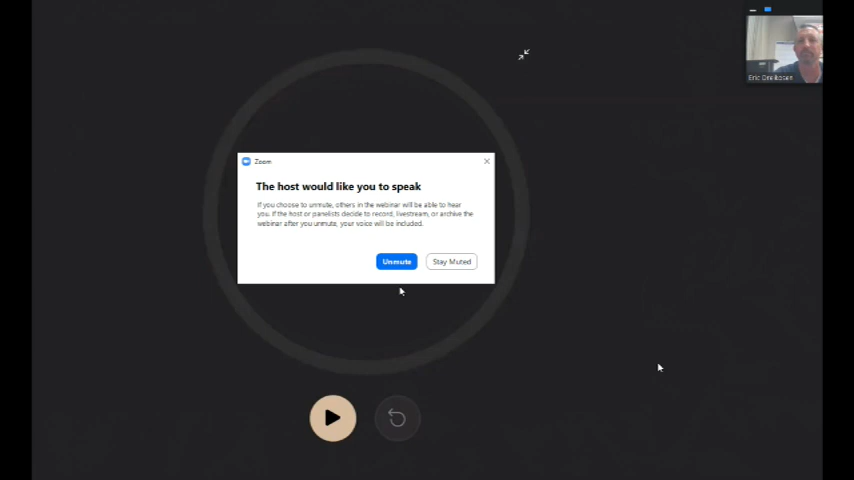 Zoom
The host would like you to speak
If you choose to unmute, others in the webinar will be able to hear
you. If the host or panelists decide to record, livestream, or archive the
webinar after you unmute, your voice will be included.
Unmute
Stay Muted
Eric